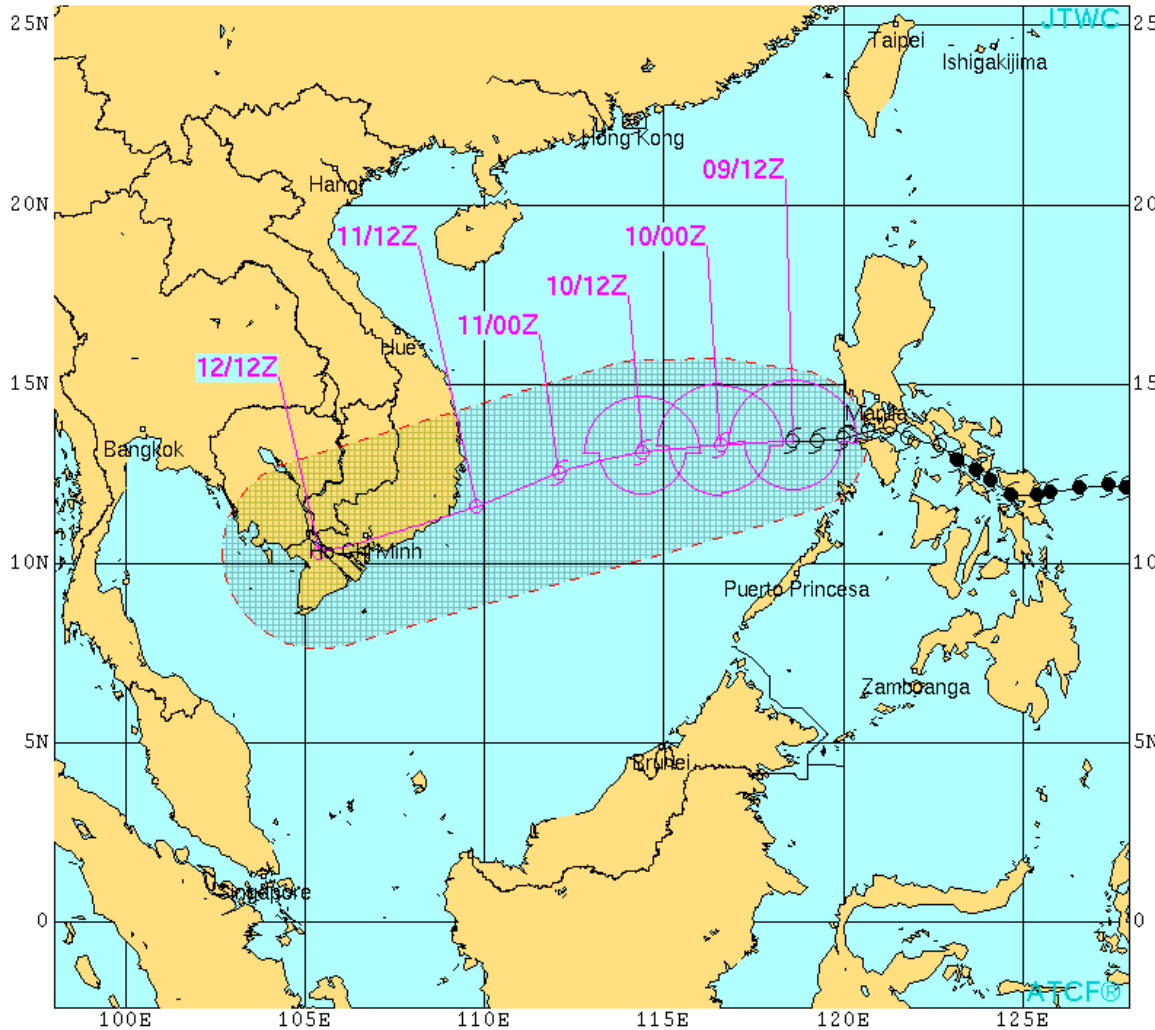 25N
JTWC
25
Taipei
Ishigakijima
Hong Kong
09/12Z
Hanoi
20N
20
11/12Z
10/00Z
10/12Z
11/00Z
Hue
12/12Z
15N
15
Manila
Bangkok
Ho Chi Minh
10N
10
Puerto Princesa
Zamboanga
5N
5N
Brunei
Singapore
0
0
ATCF®
100E
105E
110E
115E
120E
125E